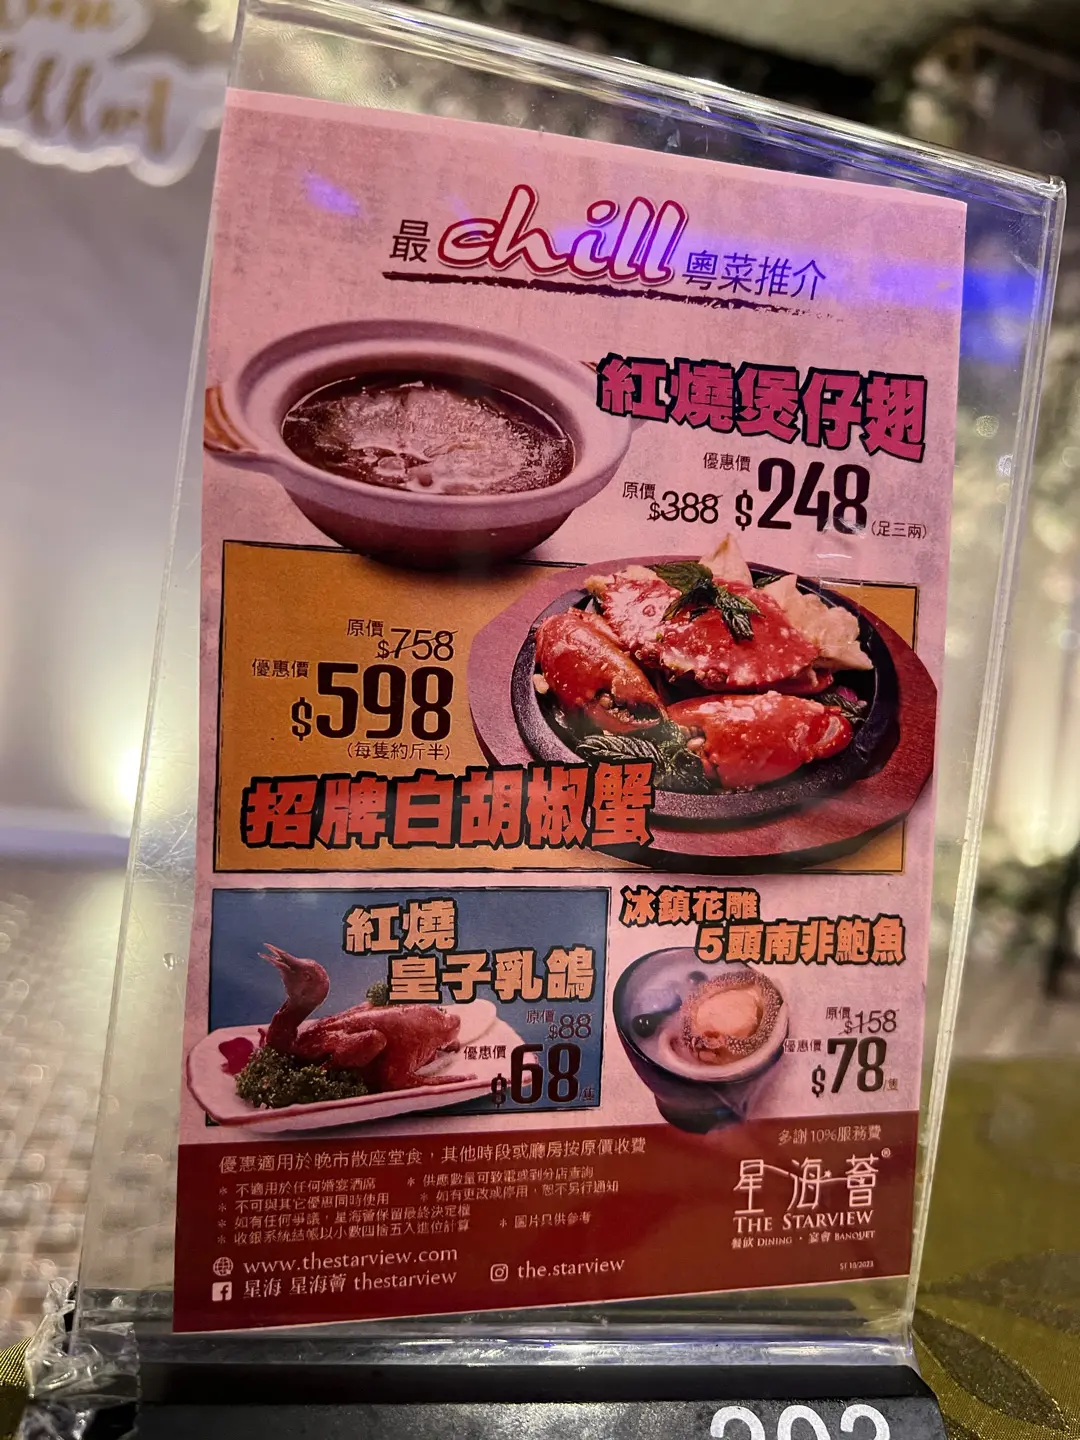 最chill粵菜推介
紅燒煲仔翅
優惠價
原價 $388 $248 (足三兩)
原價 $758
優惠價 $598
(每隻約斤半)
招牌白胡椒蟹
紅燒
皇子乳鴿
原價 $88
優惠價 $68/隻
冰鎮花雕
5頭南非鮑魚
原價 $158
優惠價 $78/隻
多謝10%服務費
優惠適用於晚市散座堂食，其他時段或廳房按原價收費
* 不適用於任何婚宴酒席 * 供應數量可致電或到分店查詢
* 不可與其它優惠同時使用 * 如有更改或停用，恕不另行通知
* 如有任何爭議，星海薈保留最終決定權
* 收銀系統結帳以小數四捨五入進位計算 * 圖片只供參考
星海薈®
THE STARVIEW
餐飲 DINING · 宴會 BANQUET
www.thestarview.com
星海 星海薈 thestarview the.starview
ST 10/2023